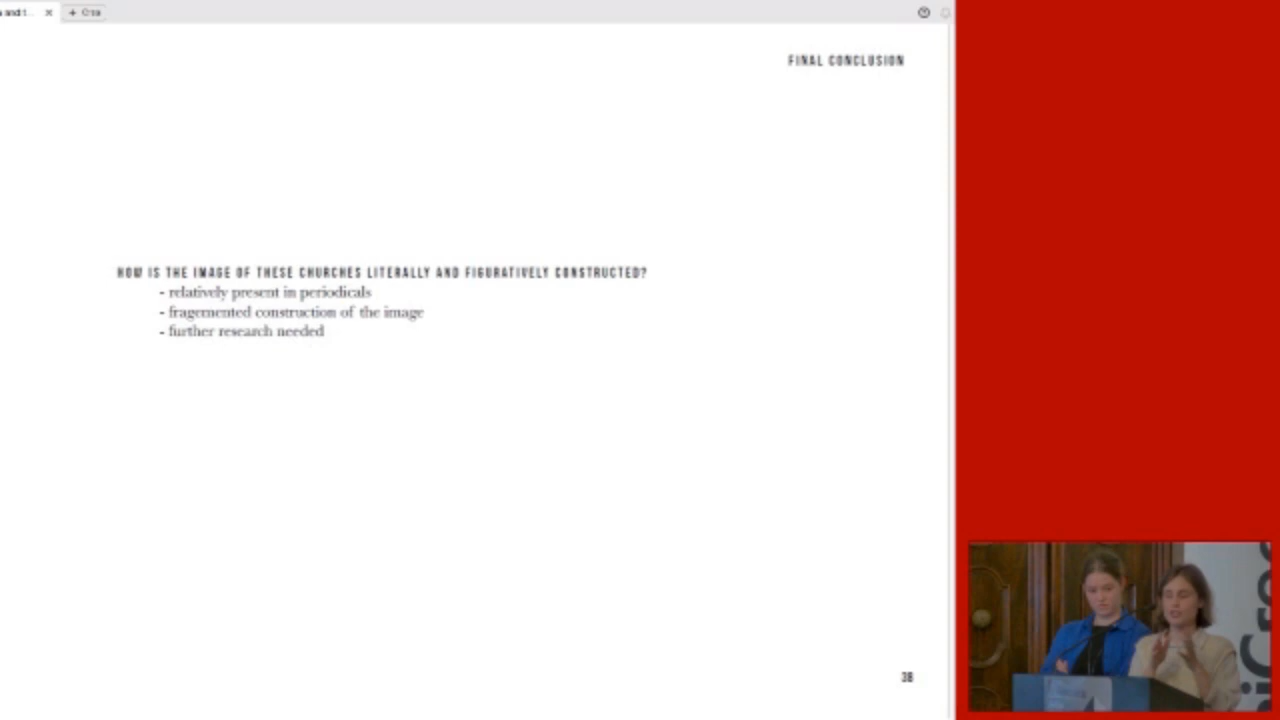 FINAL CONCLUSION
HOW IS THE IMAGE OF THESE CHURCHES LITERALLY AND FIGURATIVELY CONSTRUCTED?
- relatively present in periodicals
- fragemented construction of the image
- further research needed
38